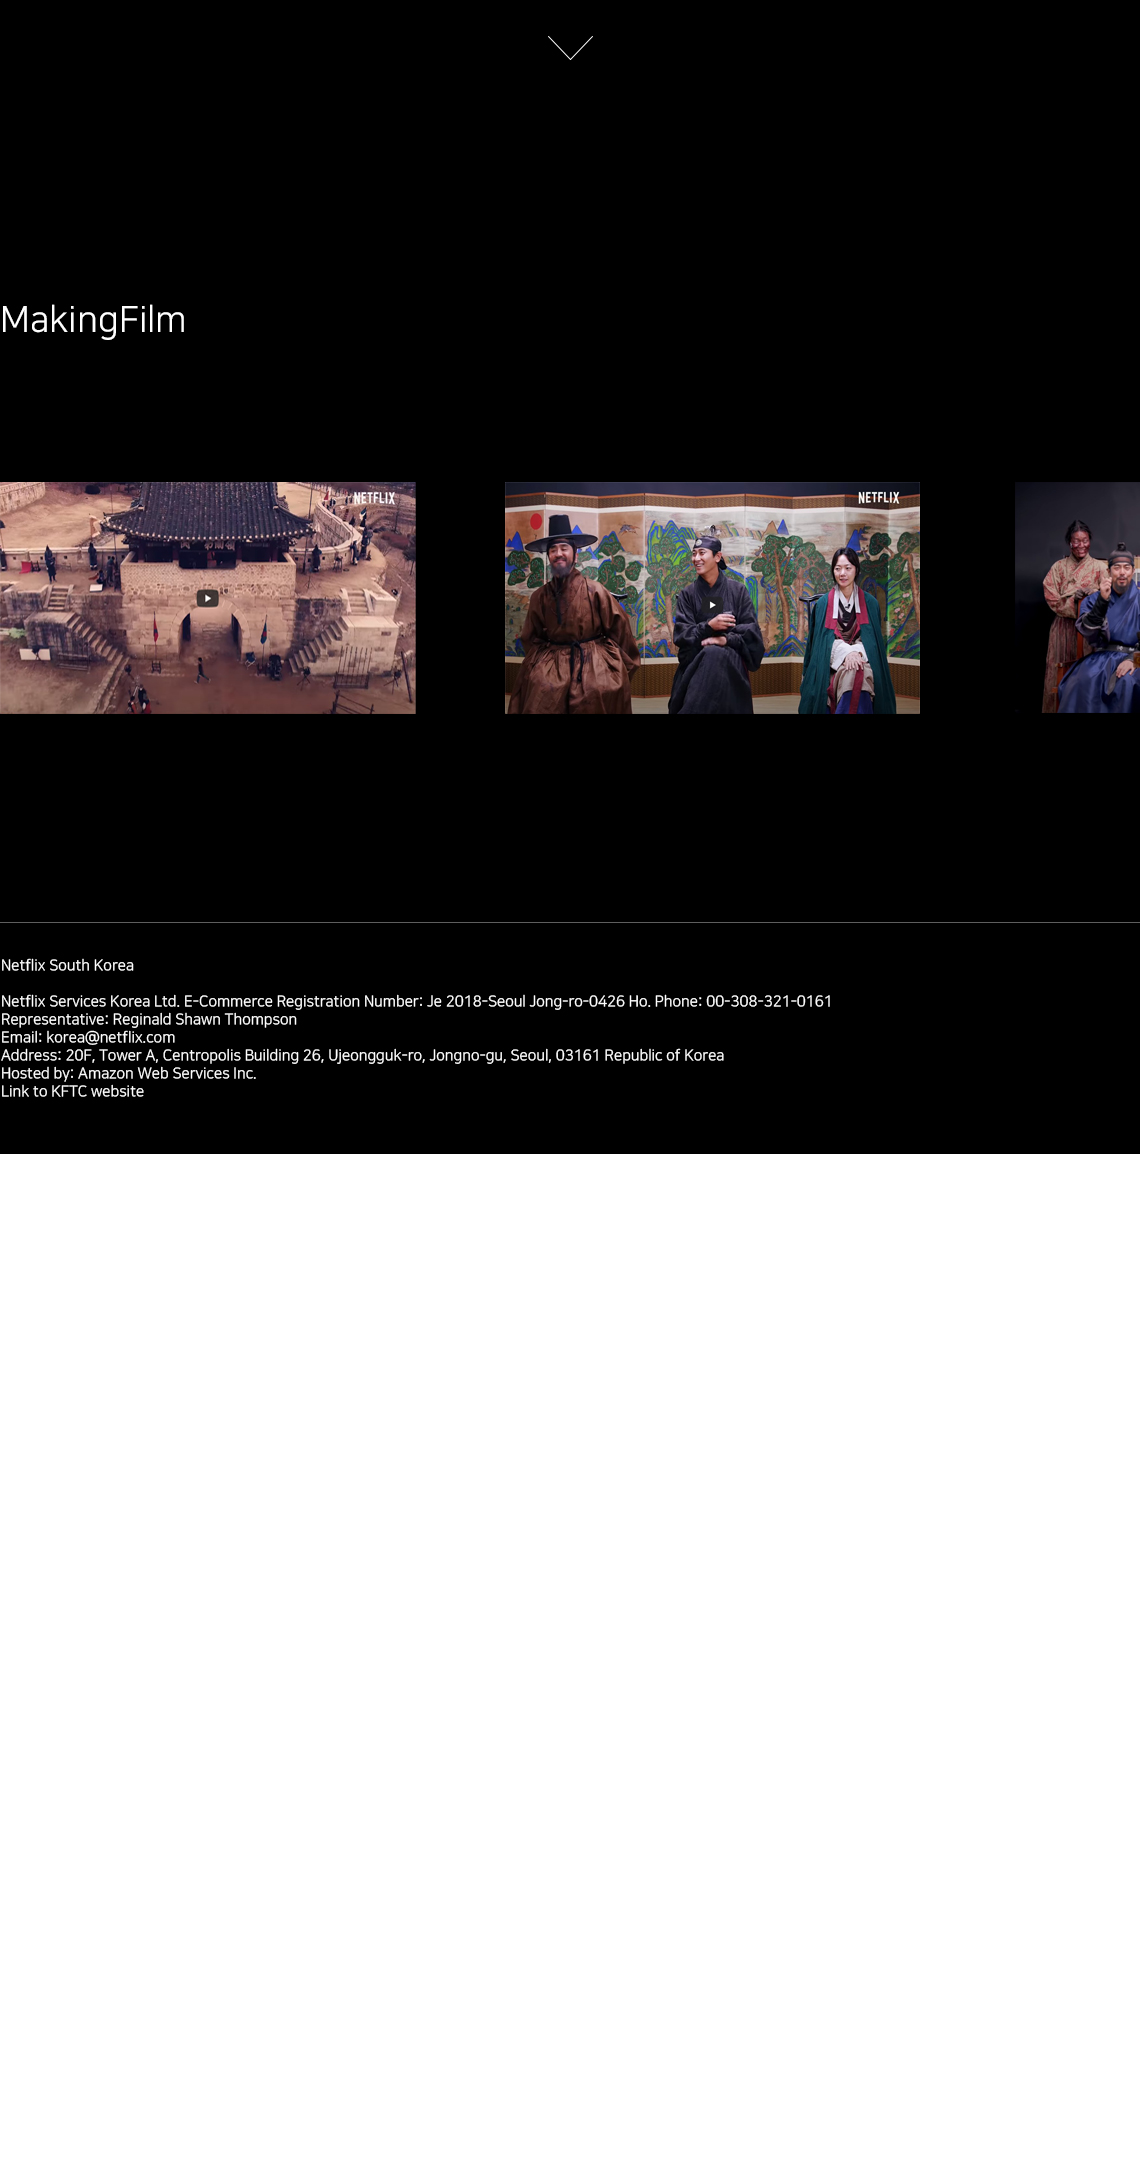 MakingFilm
NETFLIX
NETFLIX
Netflix South Korea
Netflix Services Korea Ltd. E-Commerce Registration Number: Je 2018-Seoul Jong-ro-0426 Ho. Phone: 00-308-321-0161
Representative: Reginald Shawn Thompson
Email: korea@netflix.com
Address: 20F, Tower A, Centropolis Building 26, Ujeongguk-ro, Jongno-gu, Seoul, 03161 Republic of Korea
Hosted by: Amazon Web Services Inc.
Link to KFTC website